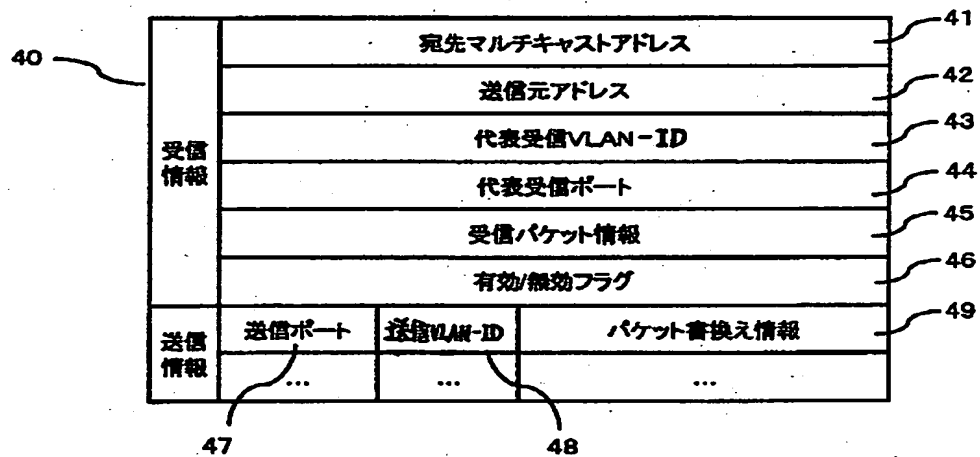 宛先マルチキャストアドレス 41
40
送信元アドレス 42
代表受信VLAN-ID 43
受信
情報
代表受信ポート 44
受信パケット情報 45
有効/無効フラグ 46
送信
情報
送信ポート 送信VLAN-ID パケット書換え情報 49
... ... ...
47 48